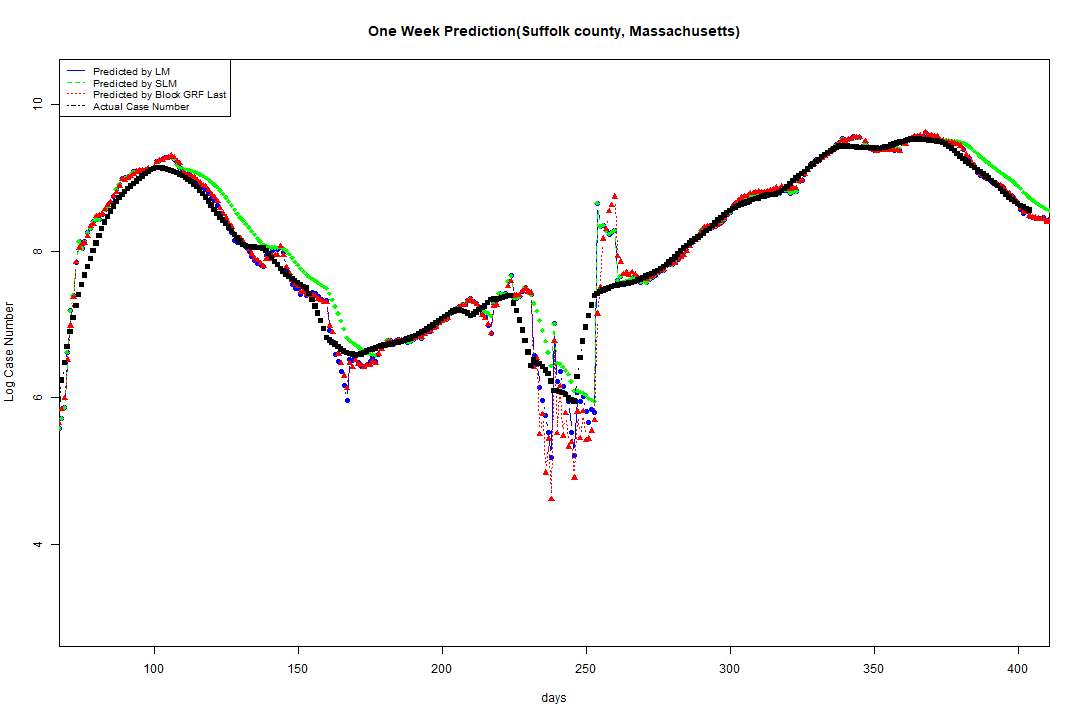 One Week Prediction(Suffolk county, Massachusetts)
Predicted by LM
Predicted by SLM
Predicted by Block GRF Last
Actual Case Number
10
8
6
4
Log Case Number
100 150 200 250 300 350 400
days